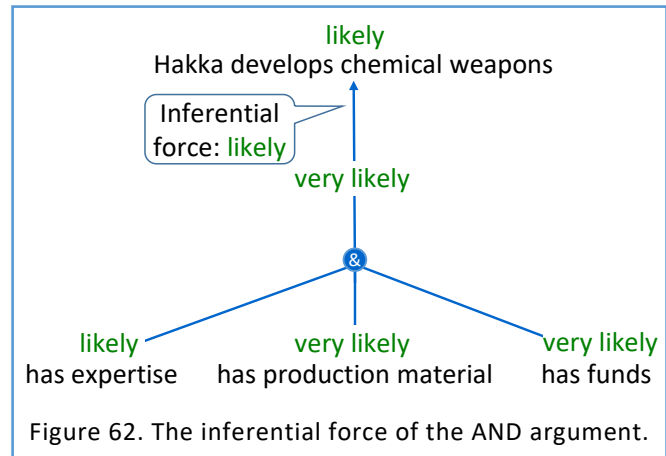 likely
Hakka develops chemical weapons
Inferential
force: likely
very likely
&
likely very likely very likely
has expertise has production material has funds
Figure 62. The inferential force of the AND argument.